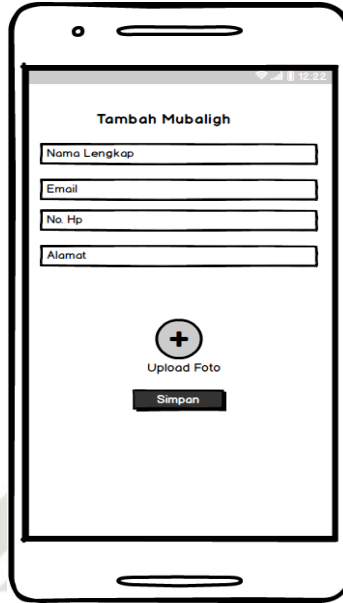 12:22
Tambah Mubaligh
Nama Lengkap
Email
No. Hp
Alamat
Upload Foto
Simpan